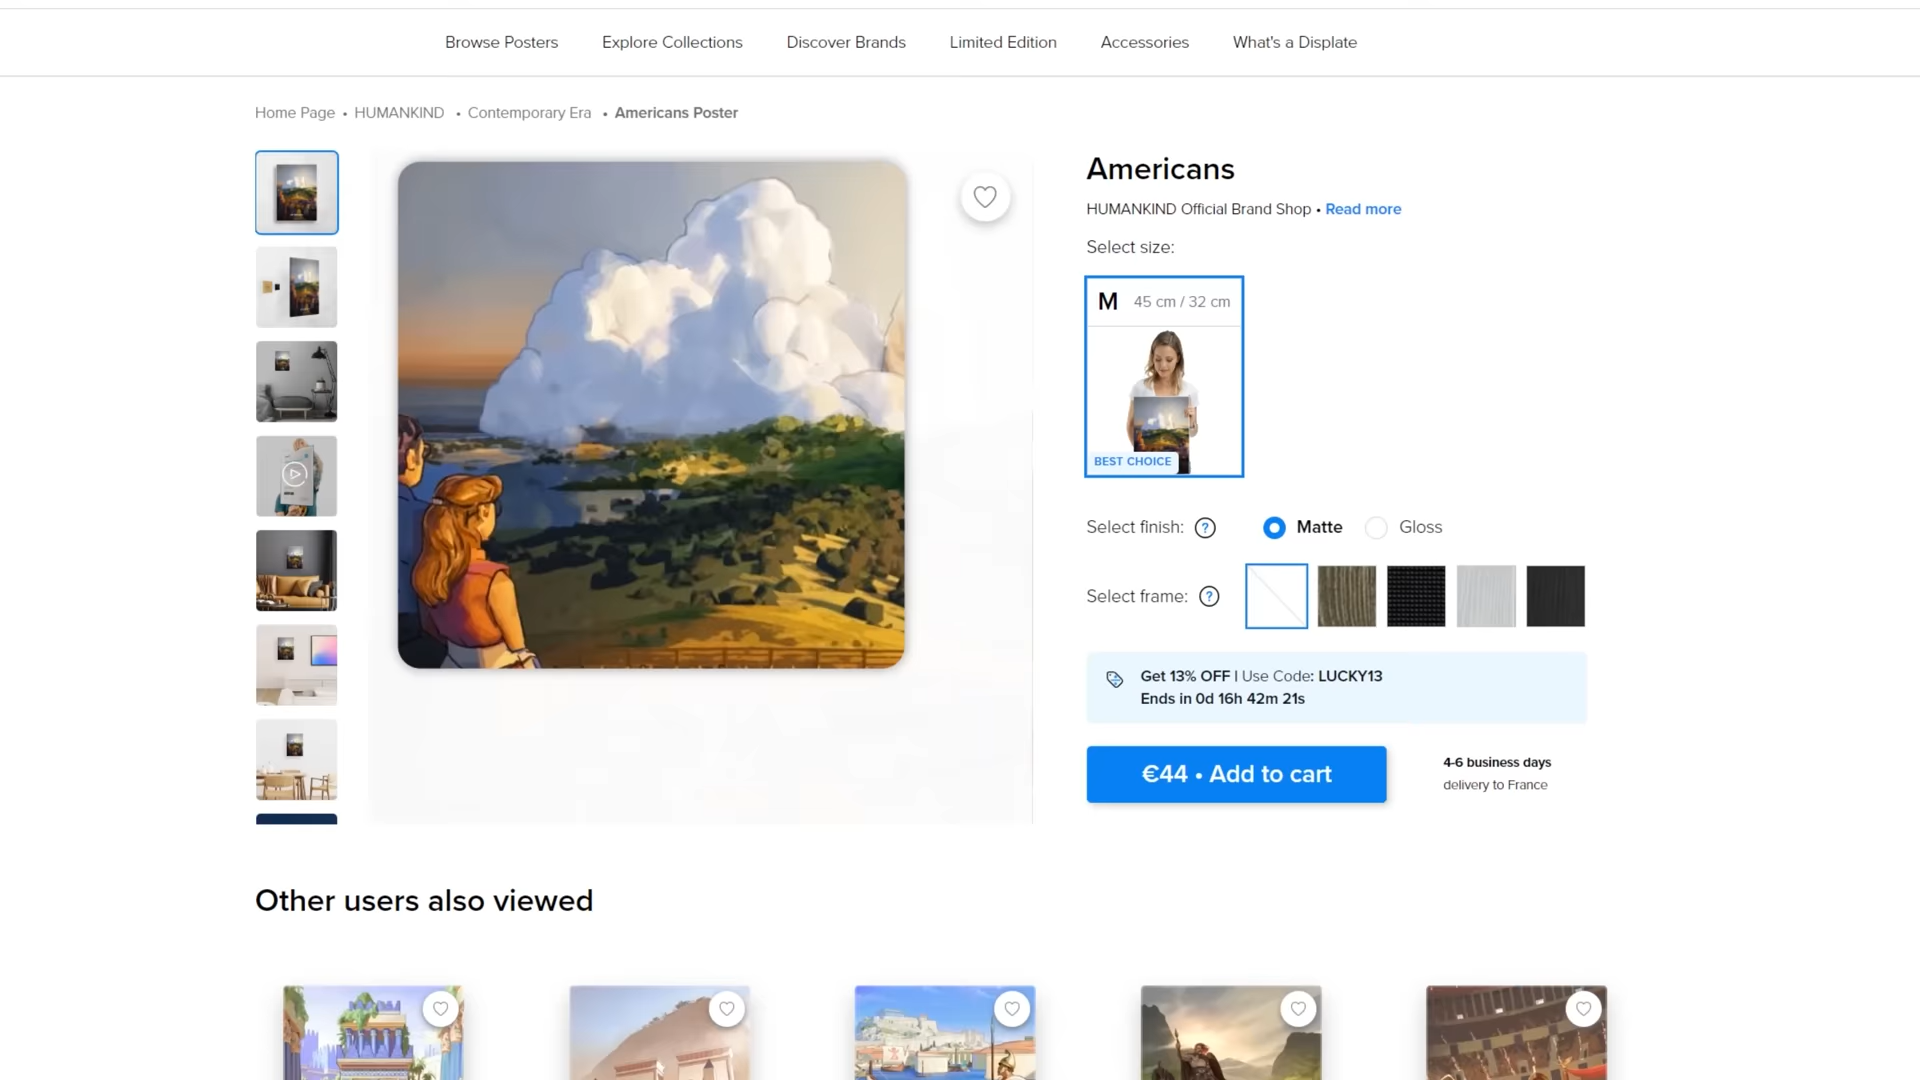 Browse Posters
Explore Collections
Discover Brands
Limited Edition
Accessories
What's a Displate
Home Page • HUMANKIND • Contemporary Era • Americans Poster
Americans
HUMANKIND Official Brand Shop • Read more
Select size:
M 45 cm / 32 cm
BEST CHOICE
Select finish: ? Matte Gloss
Select frame: ?
Get 13% OFF | Use Code: LUCKY13
Ends in 0d 16h 42m 21s
€44 • Add to cart
4-6 business days
delivery to France
Other users also viewed